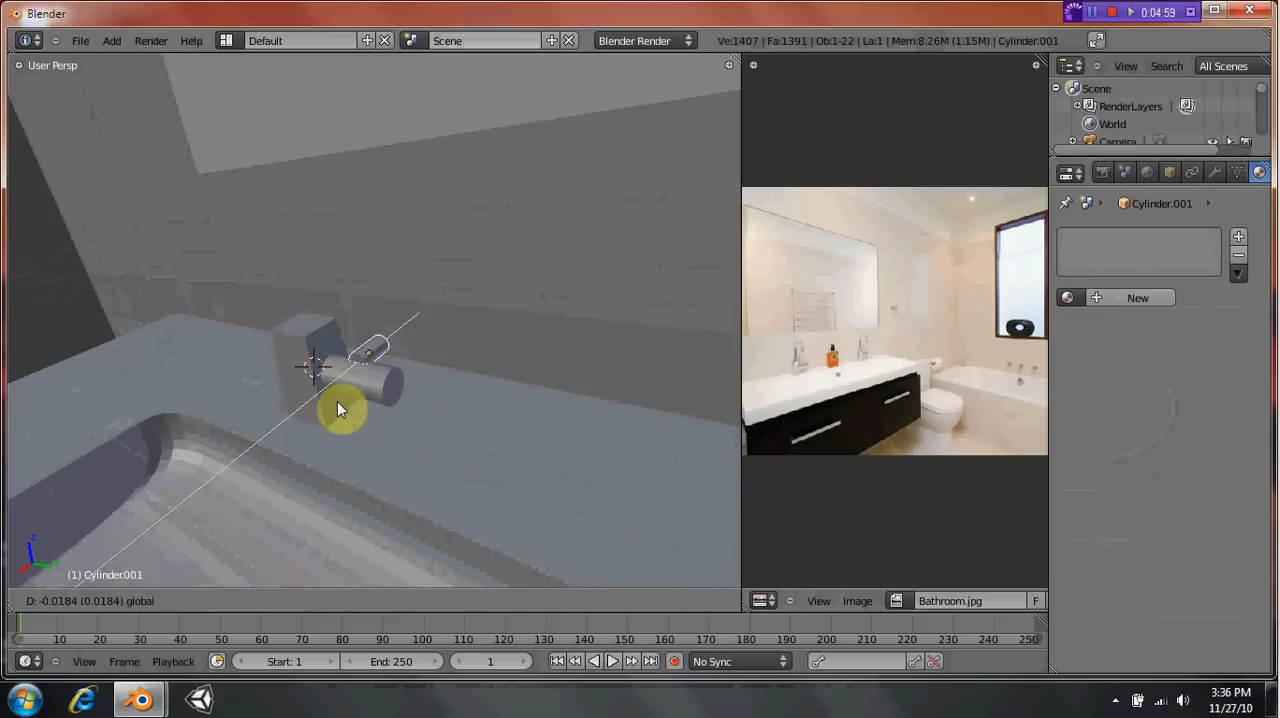 Blender
04:59
File Add Render Help Default Scene Blender Render Ve:1407 | Fa:1391 | Ob:1-22 | La:1 | Mem:8.26M (1.15M) | Cylinder.001
User Persp
View Search All Scenes
Scene
RenderLayers |
World
Camera
Cylinder.001
New
z
(1) Cylinder.001
D: -0.0184 (0.0184) global
View Image Bathroom.jpg F
10 20 30 40 50 60 70 80 90 100 110 120 130 140 150 160 170 180 190 200 210 220 230 240 250
View Frame Playback Start: 1 End: 250 1 No Sync
3:36 PM
11/27/10